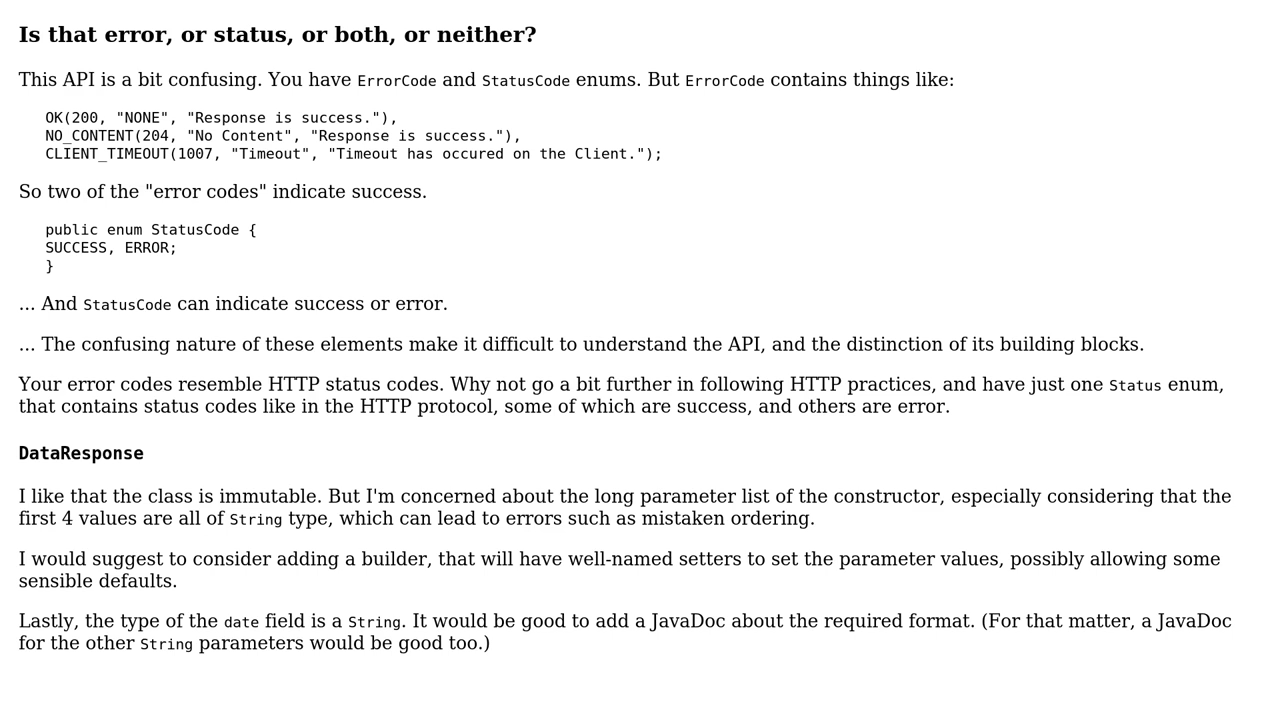 Is that error, or status, or both, or neither?
This API is a bit confusing. You have ErrorCode and StatusCode enums. But ErrorCode contains things like:
OK(200, "NONE", "Response is success."),
NO_CONTENT(204, "No Content", "Response is success."),
CLIENT_TIMEOUT(1007, "Timeout", "Timeout has occured on the Client.");
So two of the "error codes" indicate success.
public enum StatusCode {
SUCCESS, ERROR;
}
... And StatusCode can indicate success or error.
... The confusing nature of these elements make it difficult to understand the API, and the distinction of its building blocks.
Your error codes resemble HTTP status codes. Why not go a bit further in following HTTP practices, and have just one Status enum,
that contains status codes like in the HTTP protocol, some of which are success, and others are error.
DataResponse
I like that the class is immutable. But I'm concerned about the long parameter list of the constructor, especially considering that the
first 4 values are all of String type, which can lead to errors such as mistaken ordering.
I would suggest to consider adding a builder, that will have well-named setters to set the parameter values, possibly allowing some
sensible defaults.
Lastly, the type of the date field is a String. It would be good to add a JavaDoc about the required format. (For that matter, a JavaDoc
for the other String parameters would be good too.)